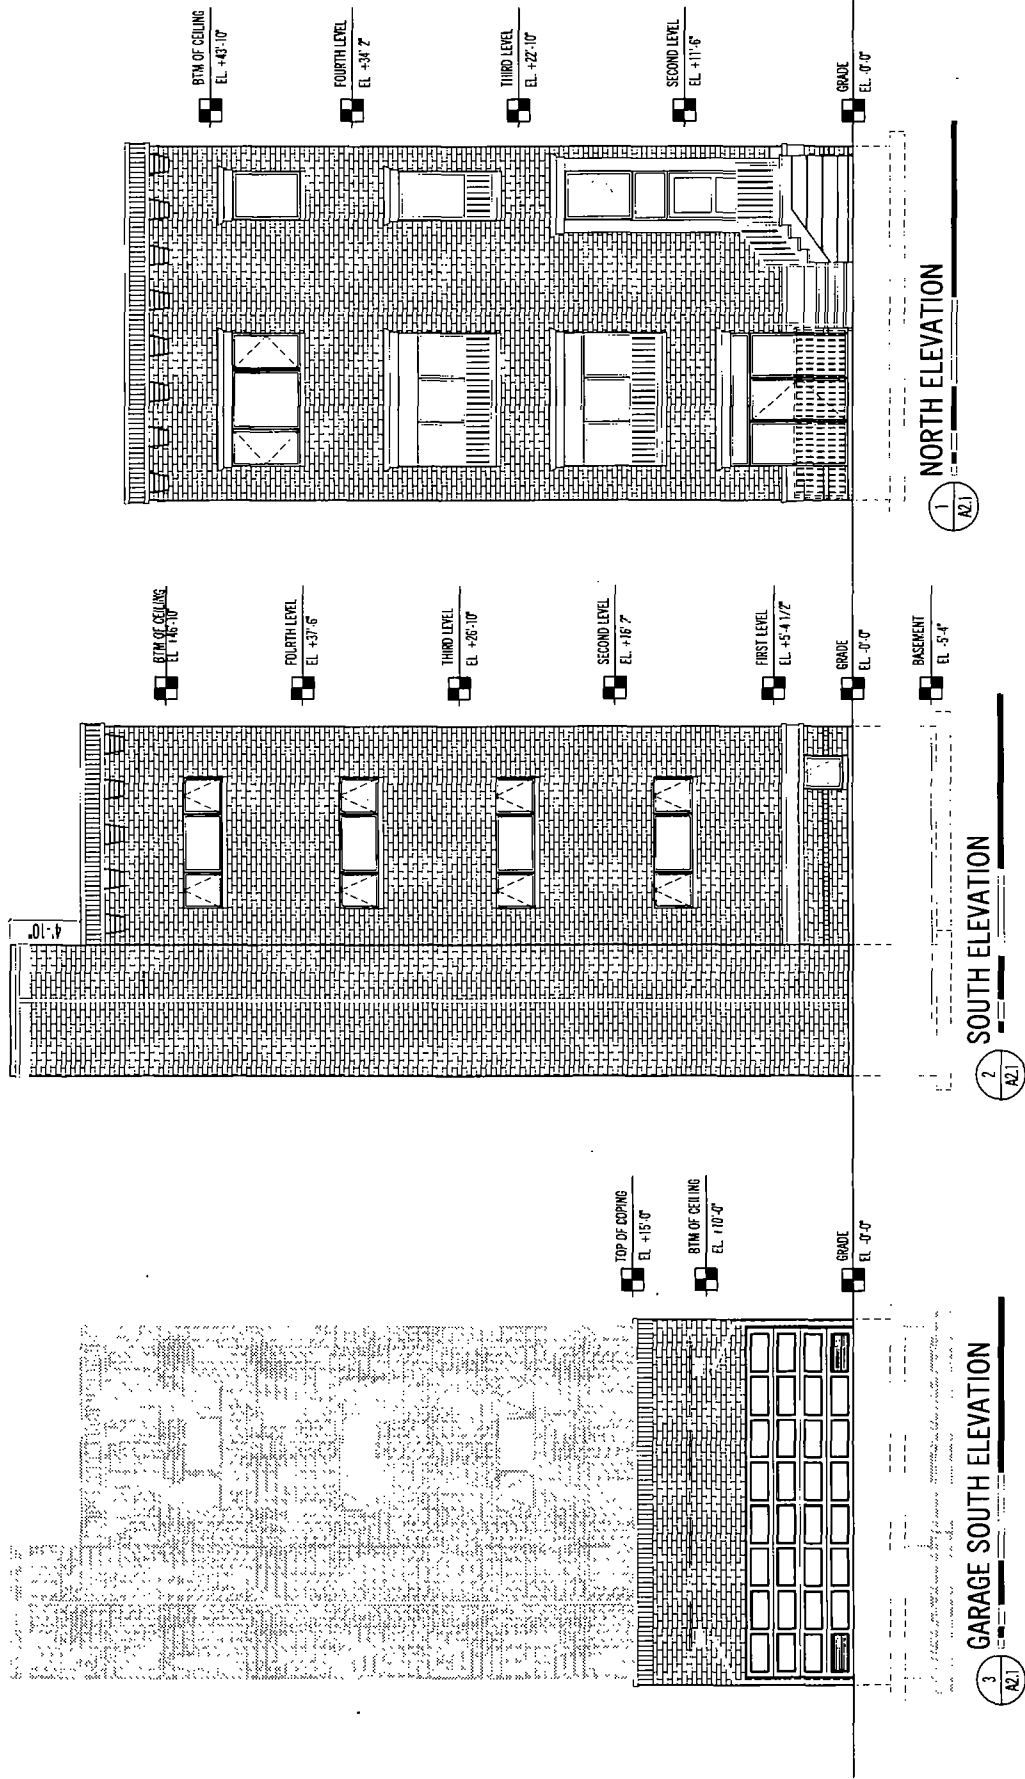 BTM OF CEILING
EL. +43'-10"
FOURTH LEVEL
EL. +34' 2"
THIRD LEVEL
EL. +22'-10"
SECOND LEVEL
EL. +11'-6"
GRADE
EL. -0'-0"
1
A2.1
NORTH ELEVATION
4'-10"
BTM OF CEILING
EL +46'-10"
FOURTH LEVEL
EL. +37'-6"
THIRD LEVEL
EL. +26'-10"
SECOND LEVEL
EL. +16' 2"
FIRST LEVEL
EL. +5'-4 1/2"
GRADE
EL. -0'-0"
BASEMENT
EL -5'-4"
2
A2.1
SOUTH ELEVATION
TOP OF COPING
EL +15'-0"
BTM OF CEILING
EL. +10'-0"
GRADE
EL -0'-0"
3
A2.1
GARAGE SOUTH ELEVATION